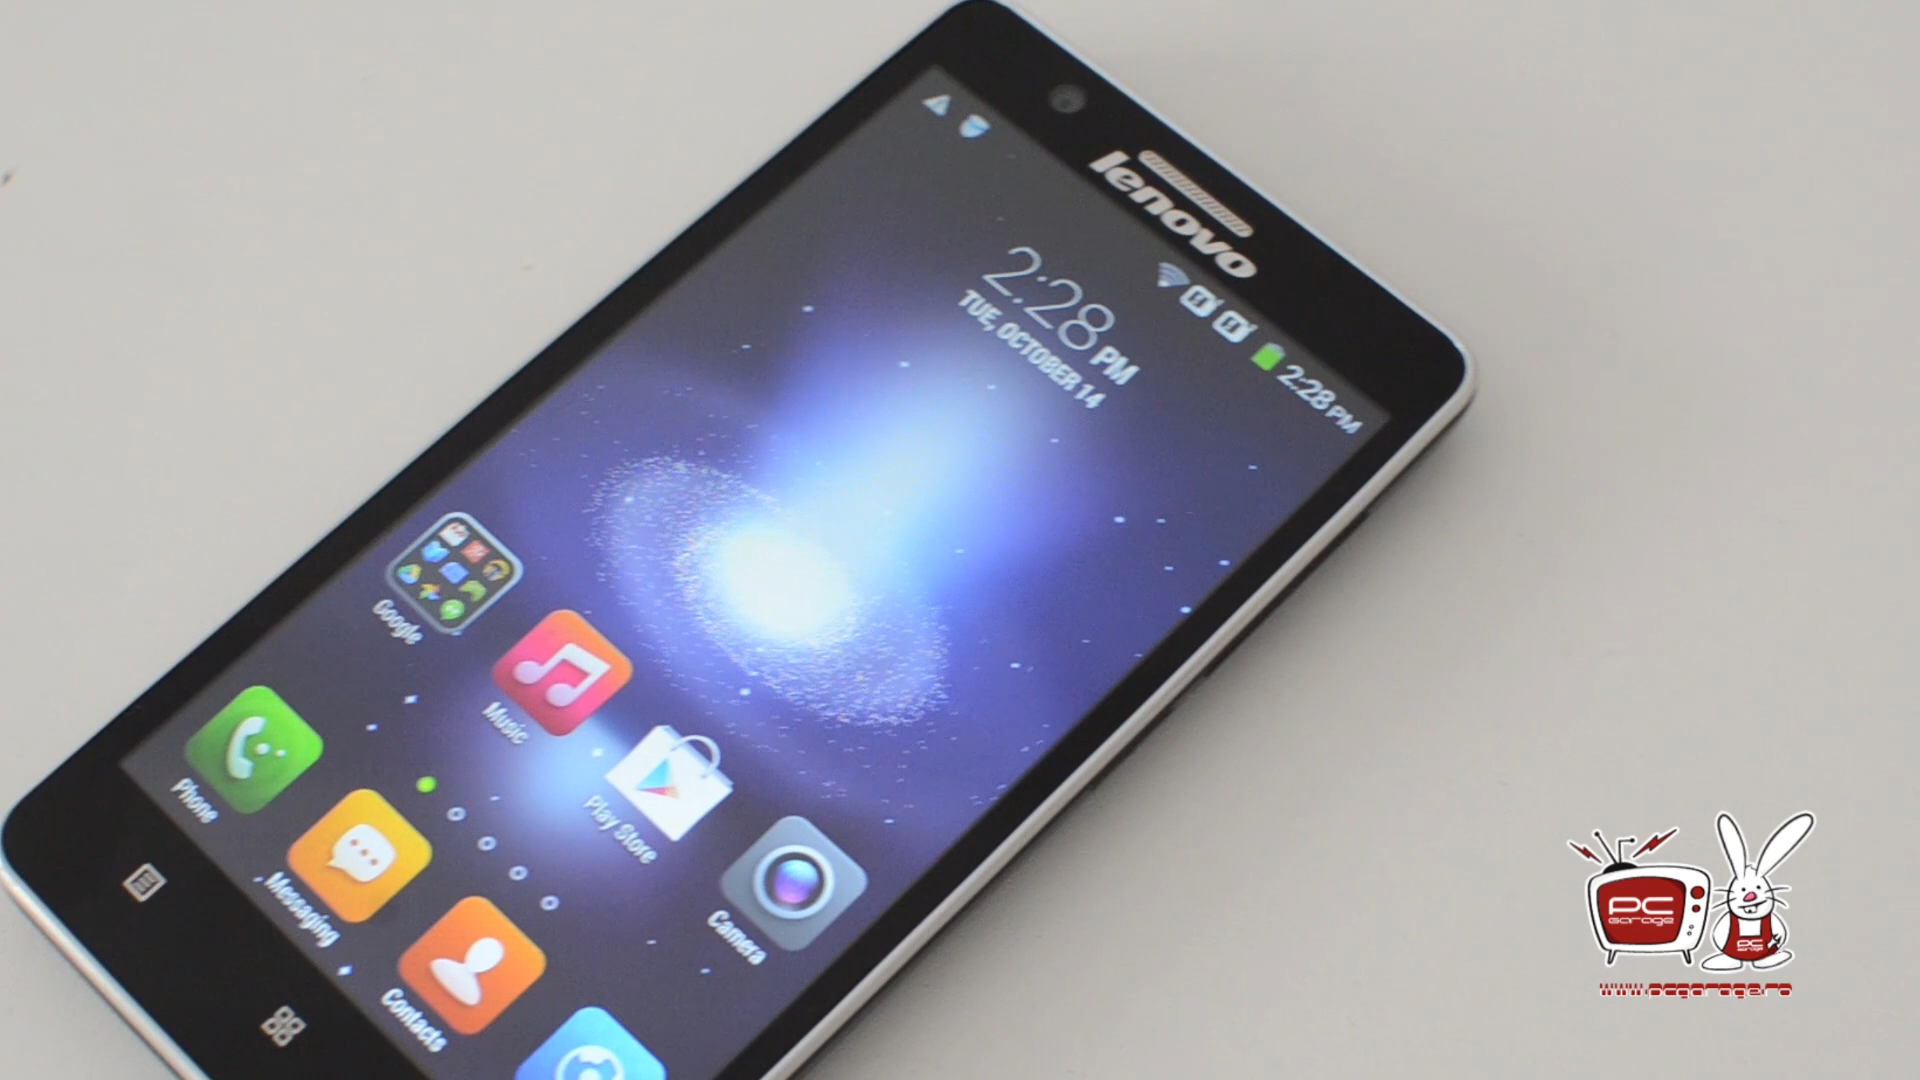 lenovo
2:28 PM
2:28 PM
TUE, OCTOBER 14
Google
Music
Play Store
Camera
Phone
Messaging
Contacts
PC
Garage
PC
www.pcgarage.ro